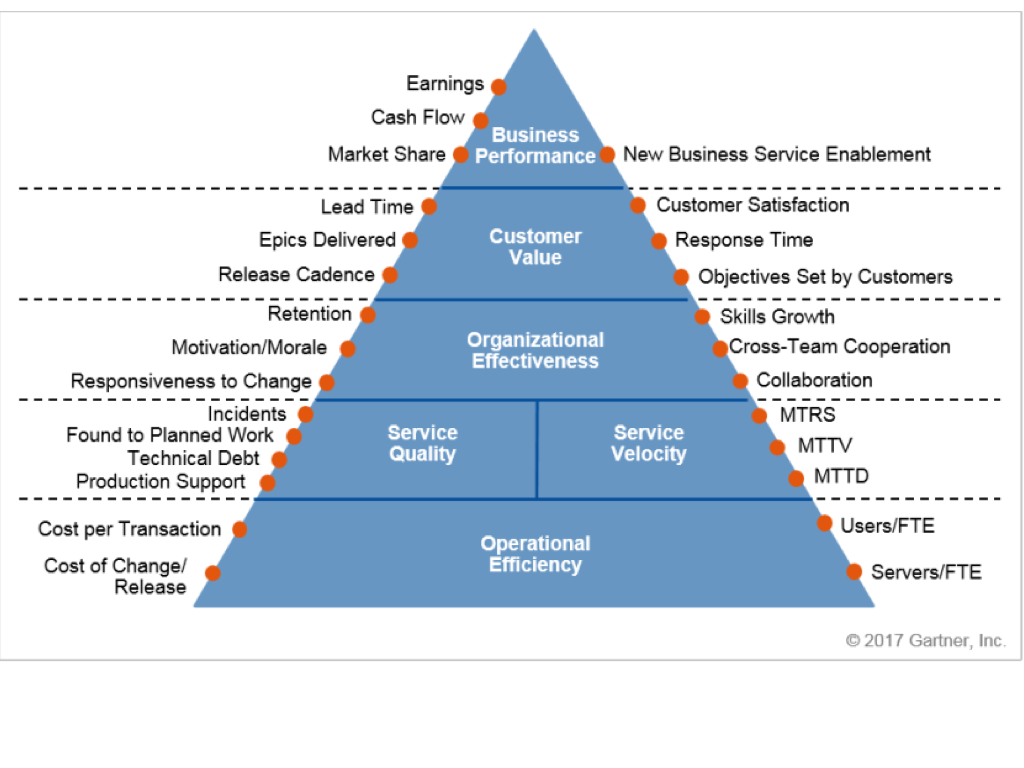 Earnings
Cash Flow
Business
Market Share
Performance
New Business Service Enablement
Lead Time
Customer Satisfaction
Epics Delivered
Customer
Value
Response Time
Release Cadence
Objectives Set by Customers
Retention
Skills Growth
Motivation/Morale
Organizational
Effectiveness
Cross-Team Cooperation
Responsiveness to Change
Collaboration
Incidents
Found to Planned Work
Technical Debt
Production Support
Service
Quality
Service
Velocity
MTRS
MTTV
MTTD
Cost per Transaction
Cost of Change/
Release
Operational
Efficiency
Users/FTE
Servers/FTE
© 2017 Gartner, Inc.